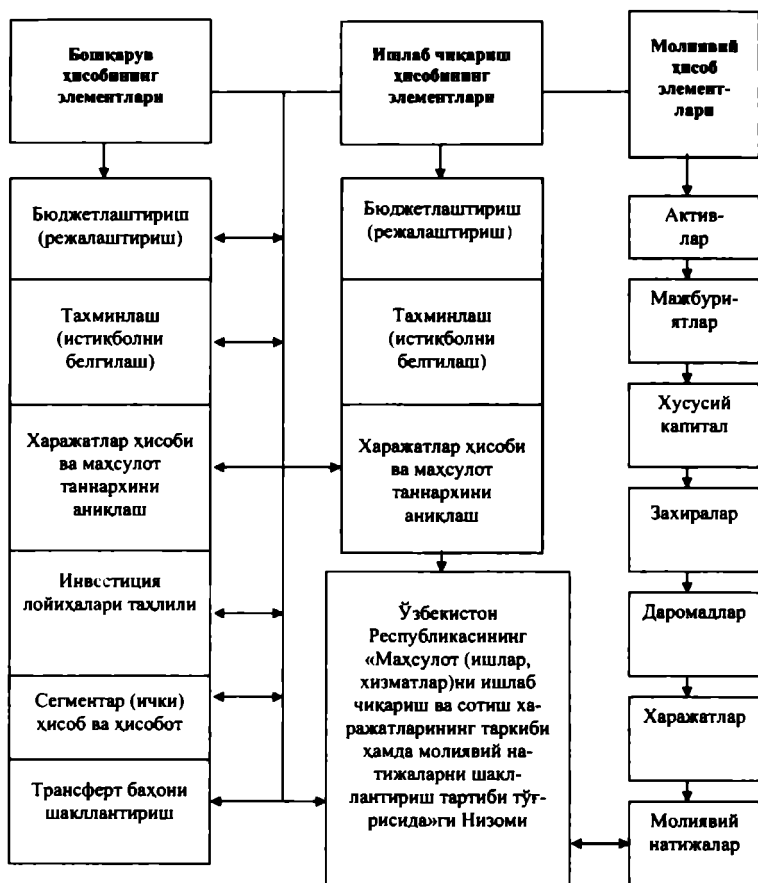 Бошқарув
ҳисобининг
элементлари
Бюджетлаштириш
(режалаштириш)
Тахминлаш
(истиқболни
белгилаш)
Харажатлар ҳисоби
ва маҳсулот
таннархини
аниқлаш
Инвестиция
лойиҳалари таҳлили
Сегментар (ички)
ҳисоб ва ҳисобот
Трансферт баҳони
шакллантириш
Ишлаб чиқариш
ҳисобининг
элементлари
Бюджетлаштириш
(режалаштириш)
Тахминлаш
(истиқболни
белгилаш)
Харажатлар ҳисоби
ва маҳсулот
таннархини
аниқлаш
Ўзбекистон
Республикасининг
«Маҳсулот (ишлар,
хизматлар)ни ишлаб
чиқариш ва сотиш ха-
ражатларининг таркиби
ҳамда молиявий на-
тижаларни шакл-
лантириш тартиби тўғ-
рисида»ги Низоми
Молиявий
ҳисоб
элемент-
лари
Актив-
лар
Мажбури-
ятлар
Хусусий
капитал
Захиралар
Даромадлар
Харажатлар
Молиявий
натижалар